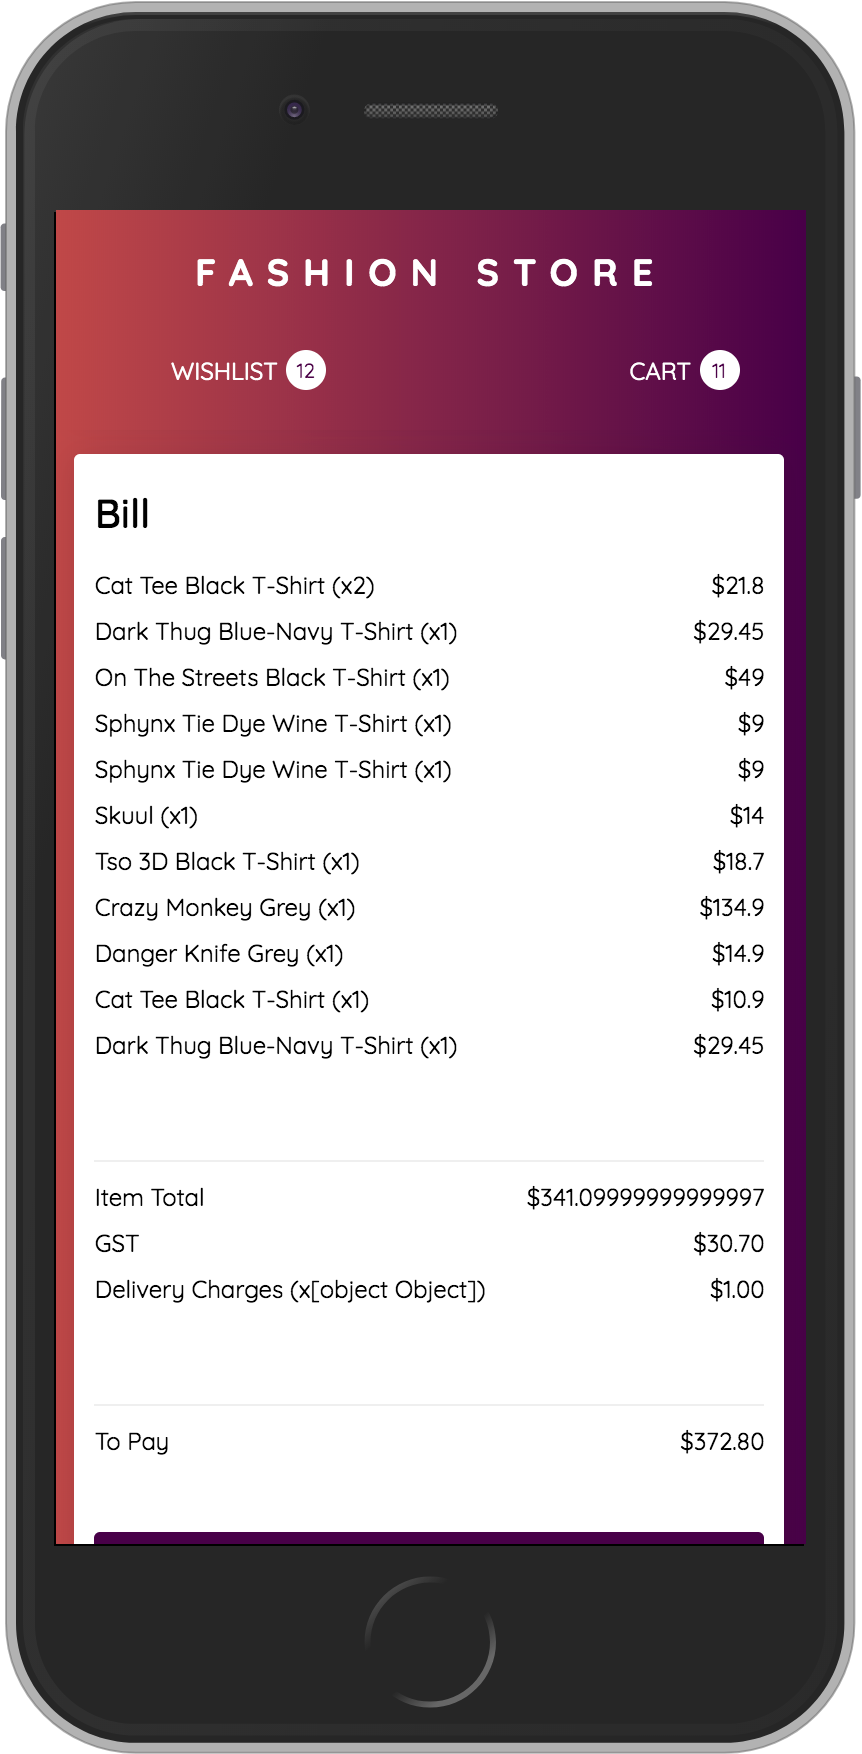 FASHION STORE
WISHLIST 12 CART 11
Bill
Cat Tee Black T-Shirt (x2) $21.8
Dark Thug Blue-Navy T-Shirt (x1) $29.45
On The Streets Black T-Shirt (x1) $49
Sphynx Tie Dye Wine T-Shirt (x1) $9
Sphynx Tie Dye Wine T-Shirt (x1) $9
Skuul (x1) $14
Tso 3D Black T-Shirt (x1) $18.7
Crazy Monkey Grey (x1) $134.9
Danger Knife Grey (x1) $14.9
Cat Tee Black T-Shirt (x1) $10.9
Dark Thug Blue-Navy T-Shirt (x1) $29.45
Item Total $341.09999999999997
GST $30.70
Delivery Charges (x[object Object]) $1.00
To Pay $372.80